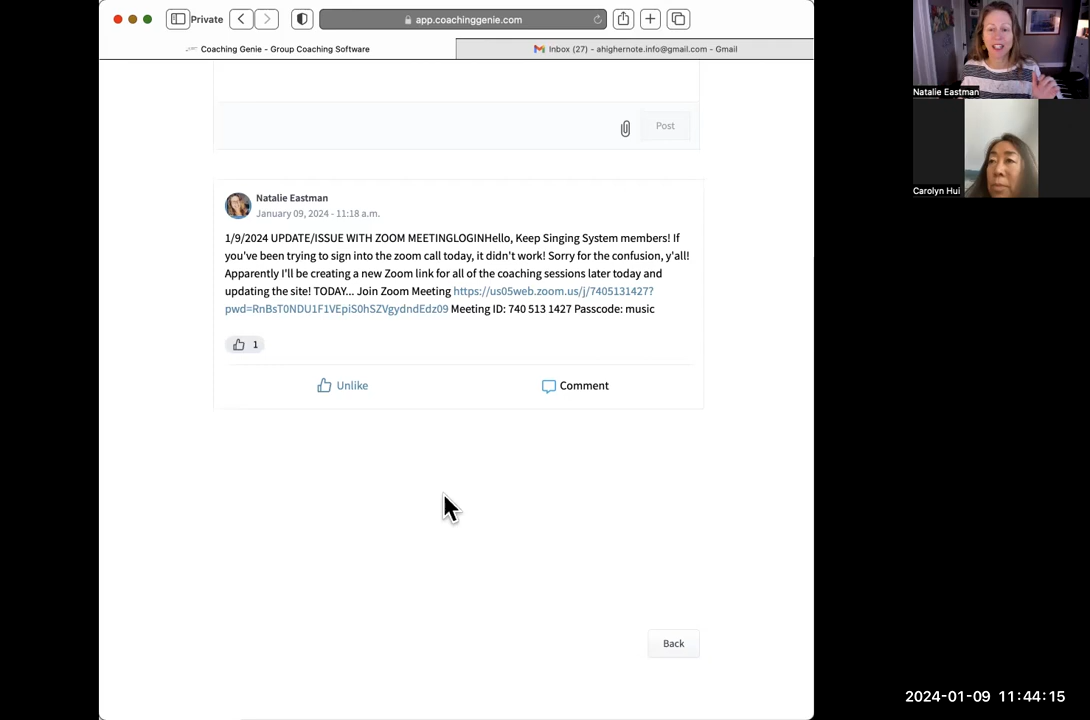 Private
app.coachinggenie.com
Coaching Genie - Group Coaching Software
Inbox (27) - ahighernote.info@gmail.com - Gmail
Post
Natalie Eastman
January 09, 2024 - 11:18 a.m.
1/9/2024 UPDATE/ISSUE WITH ZOOM MEETINGLOGINHello, Keep Singing System members! If
you've been trying to sign into the zoom call today, it didn't work! Sorry for the confusion, y'all!
Apparently I'll be creating a new Zoom link for all of the coaching sessions later today and
updating the site! TODAY... Join Zoom Meeting https://us05web.zoom.us/j/7405131427?
pwd=RnBsT0NDU1F1VEpiS0hSZVgydndEdz09 Meeting ID: 740 513 1427 Passcode: music
1
Unlike
Comment
Back
Natalie Eastman
Carolyn Hui
2024-01-09 11:44:15